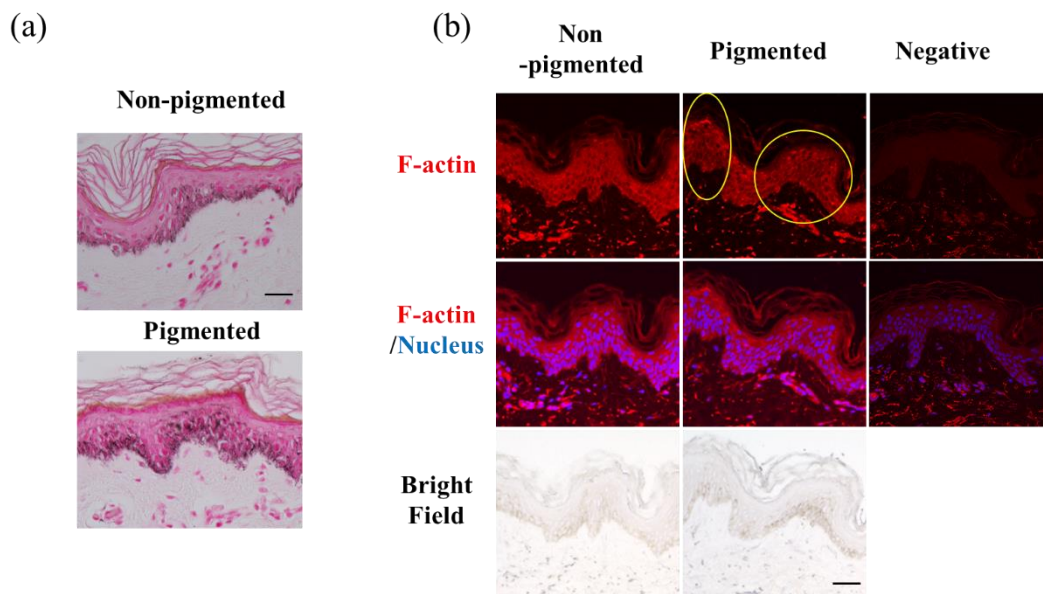 (a)
Non-pigmented
Pigmented
(b)
Non
-pigmented
Pigmented
Negative
F-actin
F-actin
/Nucleus
Bright
Field